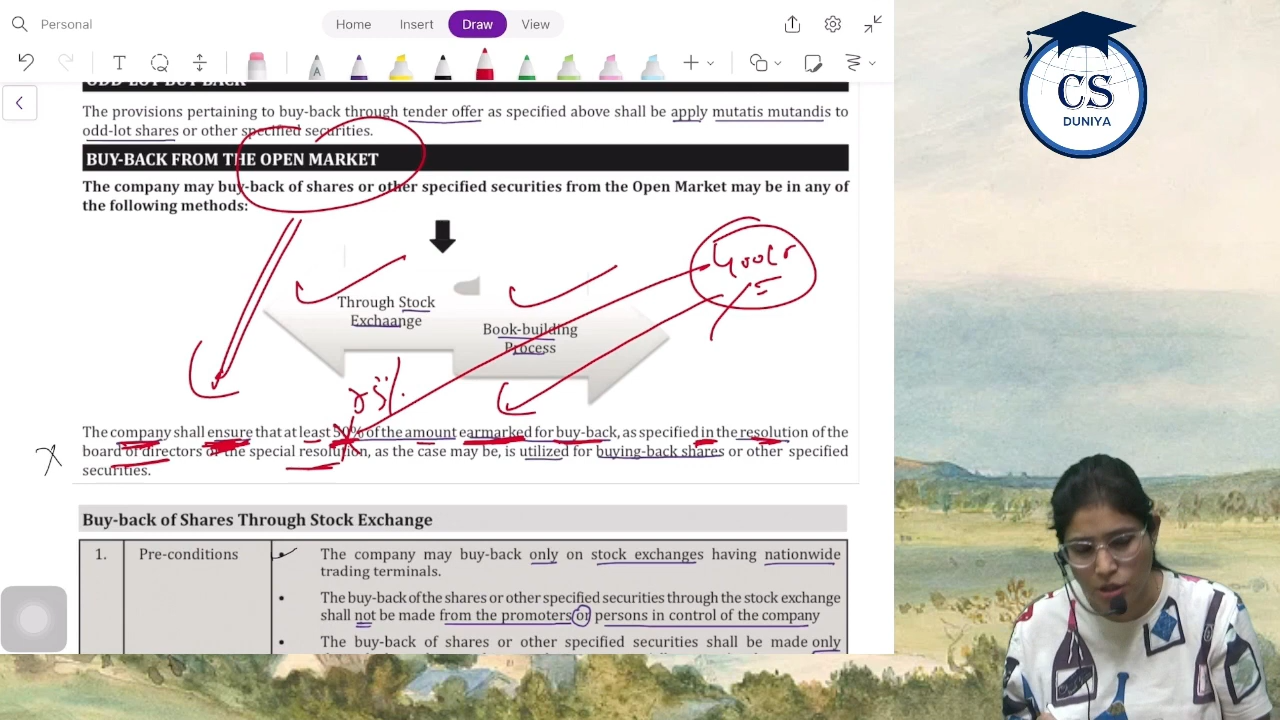 Personal
Home Insert Draw View
The provisions pertaining to buy-back through tender offer as specified above shall be apply mutatis mutandis to
odd-lot shares or other specified securities.
BUY-BACK FROM THE OPEN MARKET
The company may buy-back of shares or other specified securities from the Open Market may be in any of
the following methods:
Through Stock
Exchaange
Book-building
Process
The company shall ensure that at least 50% of the amount earmarked for buy-back, as specified in the resolution of the
board of directors or the special resolution, as the case may be, is utilized for buying-back shares or other specified
securities.
Buy-back of Shares Through Stock Exchange
1. Pre-conditions • The company may buy-back only on stock exchanges having nationwide
trading terminals.
• The buy-back of the shares or other specified securities through the stock exchange
shall not be made from the promoters or persons in control of the company
• The buy-back of shares or other specified securities shall be made only
CS
DUNIYA